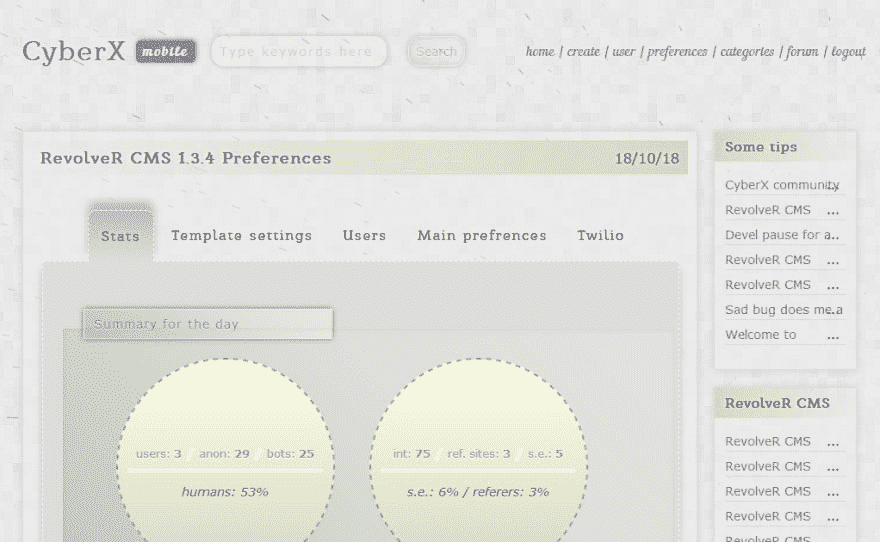 CyberX mobile Type keywords here Search home / create / user / preferences / categories / forum / logout
RevolveR CMS 1.3.4 Preferences 18/10/18
Stats Template settings Users Main prefrences Twilio
Summary for the day
users: 3 / anon: 29 / bots: 25
humans: 53%
int: 75 / ref. sites: 3 / s.e.: 5
s.e.: 6% / referers: 3%
Some tips
CyberX community...
RevolveR CMS ...
Devel pause for a...
RevolveR CMS ...
RevolveR CMS ...
Sad bug does me a
Welcome to ...
RevolveR CMS
RevolveR CMS ...
RevolveR CMS ...
RevolveR CMS ...
RevolveR CMS ...
RevolveR CMS ...